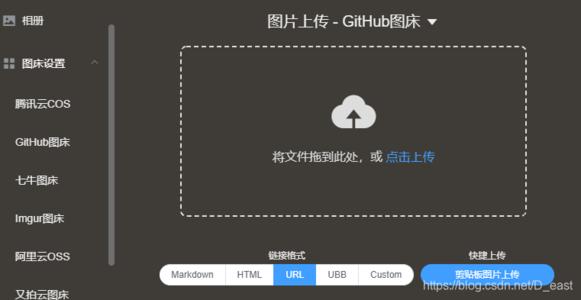 相册
图床设置
腾讯云COS
GitHub图床
七牛图床
Imgur图床
阿里云OSS
又拍云图床
图片上传 - GitHub图床
将文件拖到此处，或 点击上传
链接格式
Markdown HTML URL UBB Custom
快捷上传
剪贴板图片上传
https://blog.csdn.net/D_east